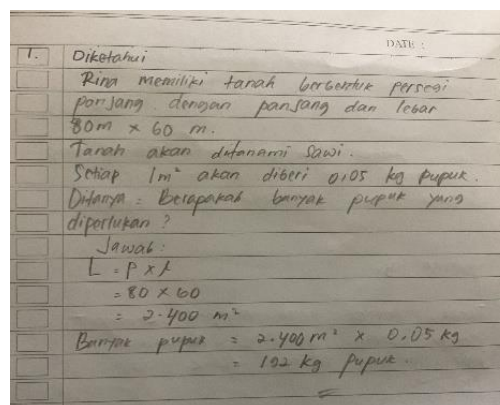 DATE :
1. Diketahui
Rina memiliki tanah berbentuk persegi
panjang dengan panjang dan lebar
80m x 60 m.
Tanah akan ditanami sawi.
Setiap 1m² akan diberi 0,05 kg pupuk.
Ditanya = Berapakah banyak pupuk yang
diperlukan ?
Jawab :
L = p x l
= 80 x 60
= 2.400 m²
Banyak pupuk = 2.400 m² x 0.05 kg
= 192 kg pupuk.